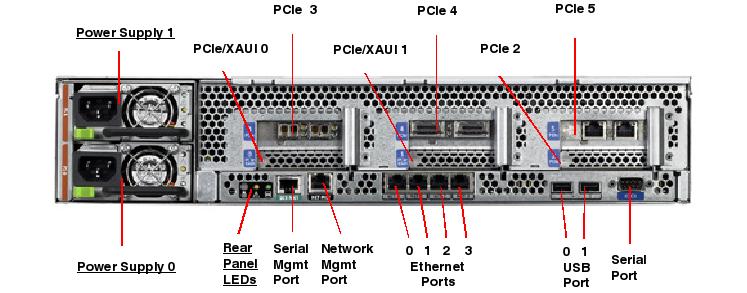 PCIe 3
PCIe 4
PCIe 5
Power Supply 1
PCIe/XAUI 0
PCIe/XAUI 1
PCIe 2
Power Supply 0
Rear
Panel
LEDs
Serial
Mgmt
Port
Network
Mgmt
Port
0 1 2 3
Ethernet
Ports
0 1
USB
Port
Serial
Port